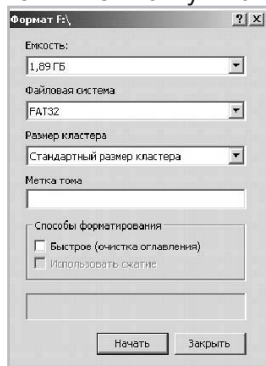 Формат F:\
Емкость:
1,89 ГБ
Файловая система
FAT32
Размер кластера
Стандартный размер кластера
Метка тома
Способы форматирования
Быстрое (очистка оглавления)
Использовать сжатие
Начать Закрыть